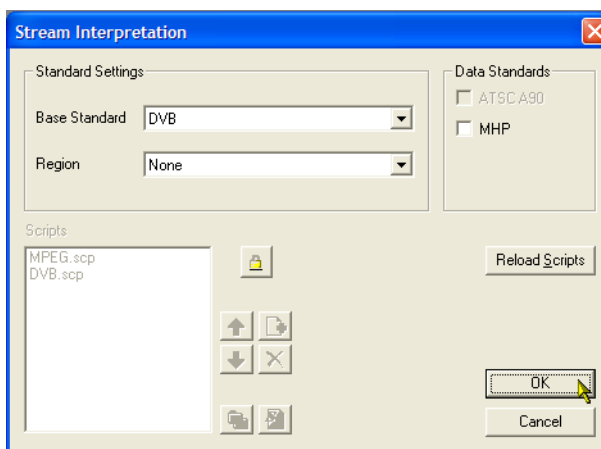 Stream Interpretation
Standard Settings
Base Standard DVB
Region None
Data Standards
ATSC A90
MHP
Scripts
MPEG.scp
DVB.scp
Reload Scripts
OK
Cancel